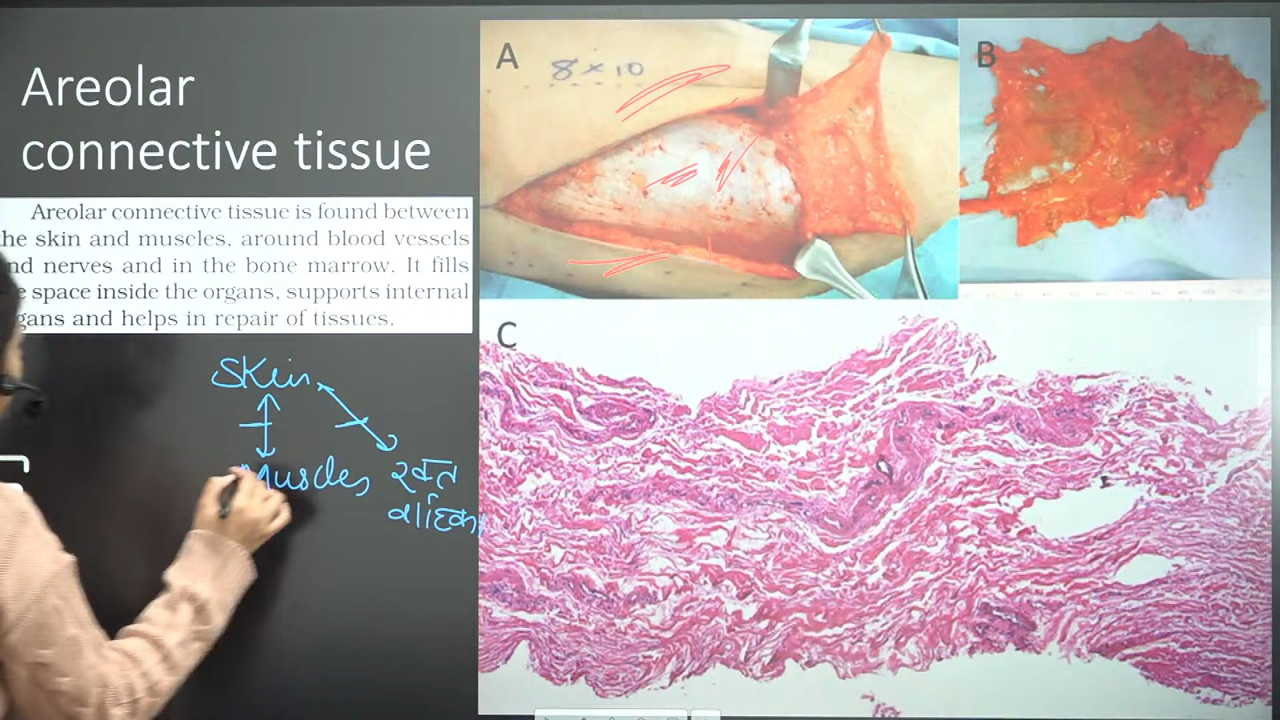 Areolar
connective tissue
Areolar connective tissue is found between
he skin and muscles, around blood vessels
nd nerves and in the bone marrow. It fills
e space inside the organs, supports internal
gans and helps in repair of tissues.
Skin
Muscles रक्त
A
8 × 10
B
C